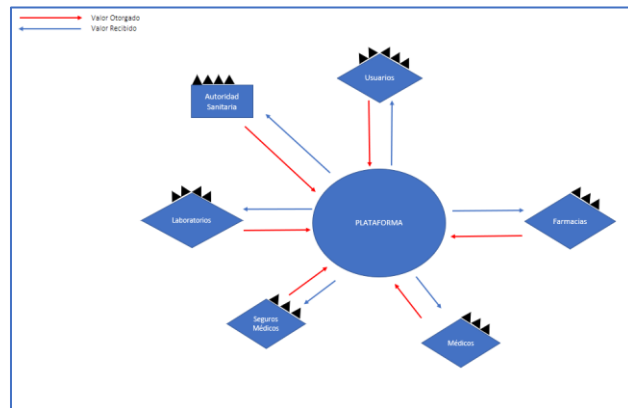 Valor Otorgado
Valor Recibido
Usuarios
Autoridad
Sanitaria
Laboratorios
PLATAFORMA
Farmacias
Seguros
Médicos
Médicos